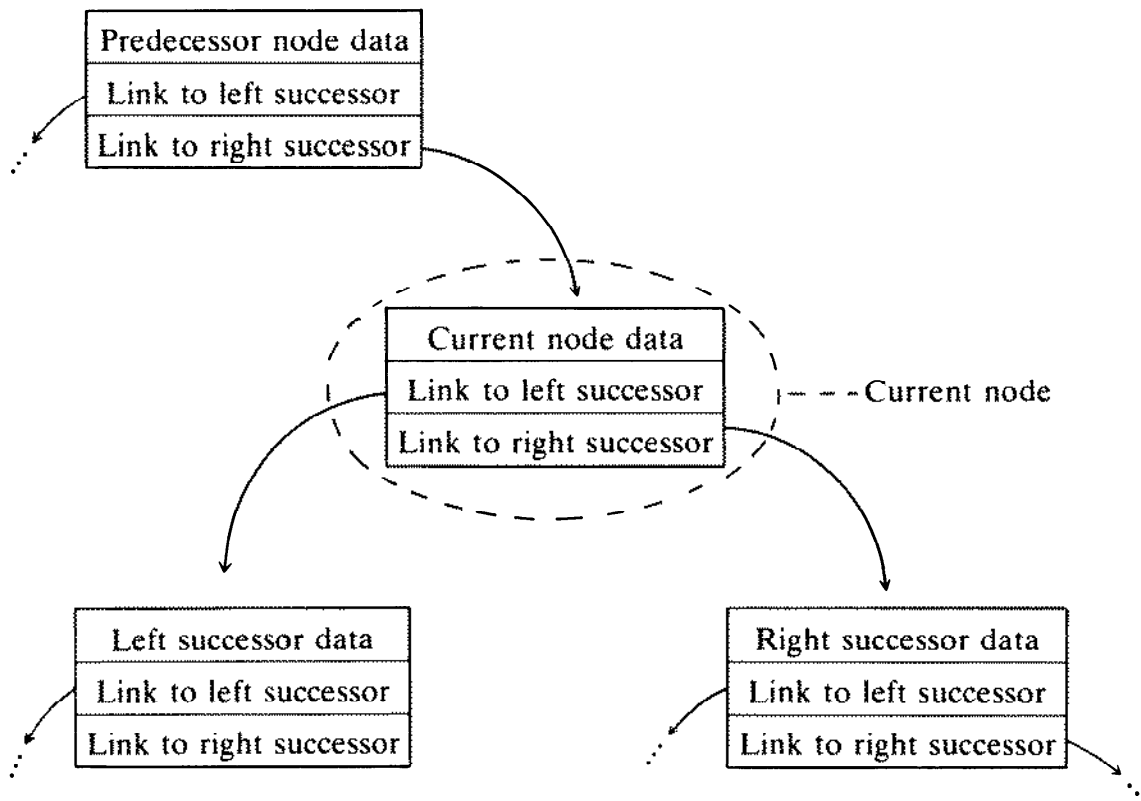 Predecessor node data
Link to left successor
Link to right successor
Current node data
Link to left successor
Link to right successor
Current node
Left successor data
Link to left successor
Link to right successor
Right successor data
Link to left successor
Link to right successor